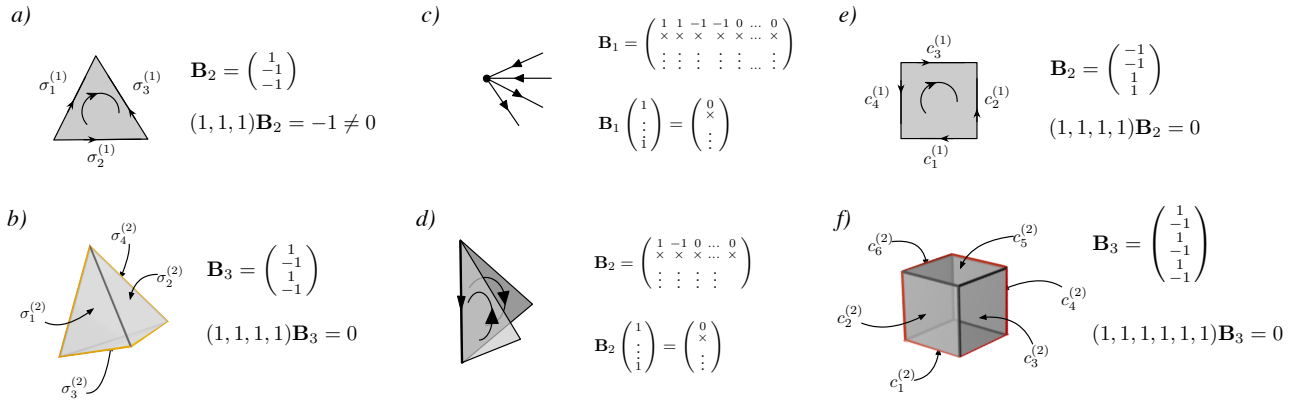 a)
σ₁⁽¹⁾
σ₃⁽¹⁾
σ₂⁽¹⁾
B₂ = ( 1
-1
-1 )
(1, 1, 1)B₂ = −1 ≠ 0
c)
B₁ = ( 1 1 −1 −1 0 ... 0
× × × × × ... ×
⋮ ⋮ ⋮ ⋮ ⋮ ... ⋮ )
B₁ ( 1
⋮
1 ) = ( 0
×
⋮ )
e)
c₃⁽¹⁾
c₄⁽¹⁾
c₂⁽¹⁾
c₁⁽¹⁾
B₂ = ( −1
−1
1
1 )
(1, 1, 1, 1)B₂ = 0
b)
σ₄⁽²⁾
σ₂⁽²⁾
σ₁⁽²⁾
σ₃⁽²⁾
B₃ = ( 1
−1
1
−1 )
(1, 1, 1, 1)B₃ = 0
d)
B₂ = ( 1 −1 0 ... 0
× × × ... ×
⋮ ⋮ ⋮ ⋮ )
B₂ ( 1
⋮
1 ) = ( 0
×
⋮ )
f)
c₆⁽²⁾
c₅⁽²⁾
c₂⁽²⁾
c₄⁽²⁾
c₃⁽²⁾
c₁⁽²⁾
B₃ = ( 1
−1
1
−1
1
−1 )
(1, 1, 1, 1, 1, 1)B₃ = 0